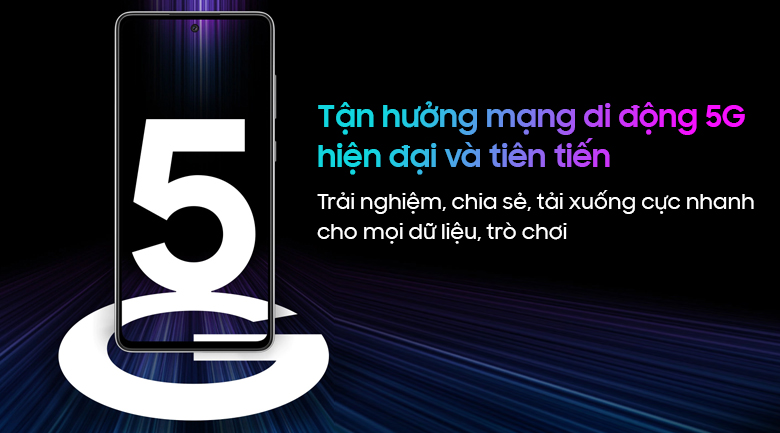 5G
Tận hưởng mạng di động 5G
hiện đại và tiên tiến
Trải nghiệm, chia sẻ, tải xuống cực nhanh
cho mọi dữ liệu, trò chơi